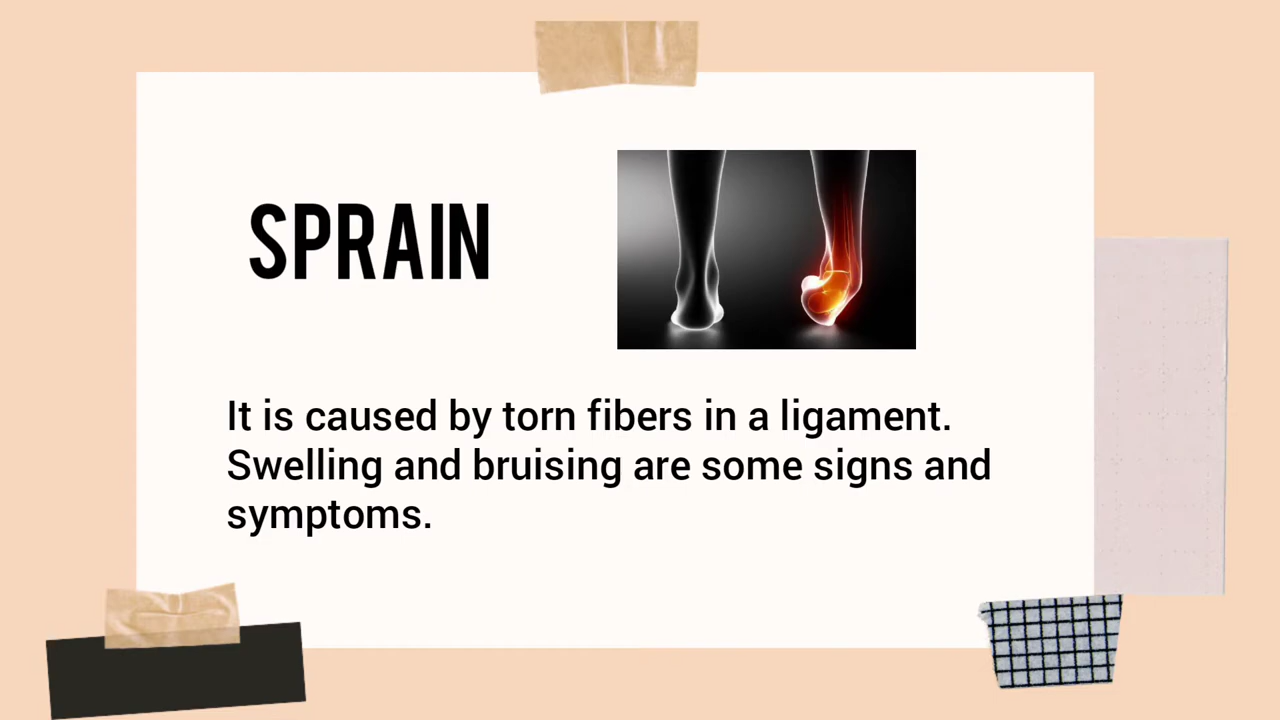 SPRAIN
It is caused by torn fibers in a ligament.
Swelling and bruising are some signs and
symptoms.